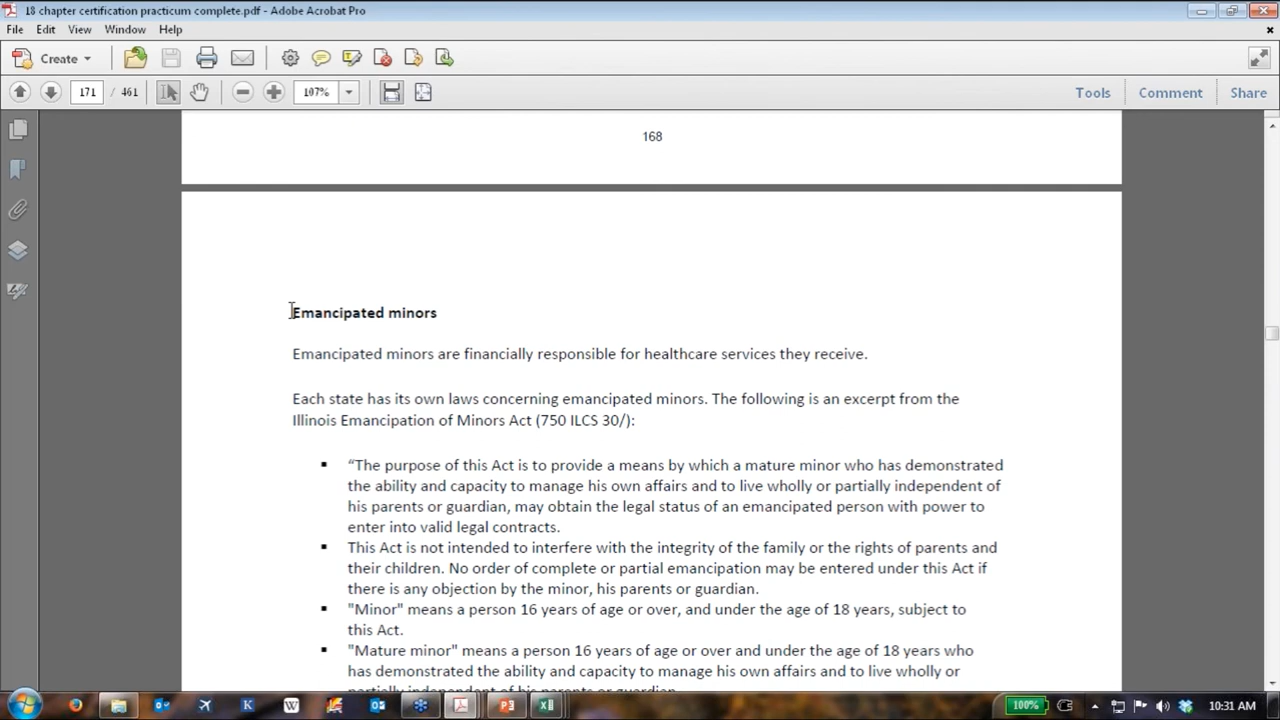 18 chapter certification practicum complete.pdf - Adobe Acrobat Pro
File Edit View Window Help
Create
171 / 461 107% Tools Comment Share
168
Emancipated minors
Emancipated minors are financially responsible for healthcare services they receive.
Each state has its own laws concerning emancipated minors. The following is an excerpt from the
Illinois Emancipation of Minors Act (750 ILCS 30/):
▪ “The purpose of this Act is to provide a means by which a mature minor who has demonstrated
the ability and capacity to manage his own affairs and to live wholly or partially independent of
his parents or guardian, may obtain the legal status of an emancipated person with power to
enter into valid legal contracts.
▪ This Act is not intended to interfere with the integrity of the family or the rights of parents and
their children. No order of complete or partial emancipation may be entered under this Act if
there is any objection by the minor, his parents or guardian.
▪ "Minor" means a person 16 years of age or over, and under the age of 18 years, subject to
this Act.
▪ "Mature minor" means a person 16 years of age or over and under the age of 18 years who
has demonstrated the ability and capacity to manage his own affairs and to live wholly or
partially independent of his parents or guardian.
100% 10:31 AM